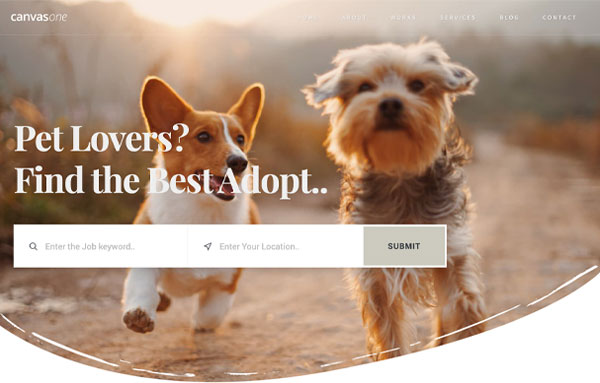 canvasone
HOME ABOUT WORKS SERVICES BLOG CONTACT
Pet Lovers?
Find the Best Adopt..
Enter the Job keyword..
Enter Your Location..
SUBMIT